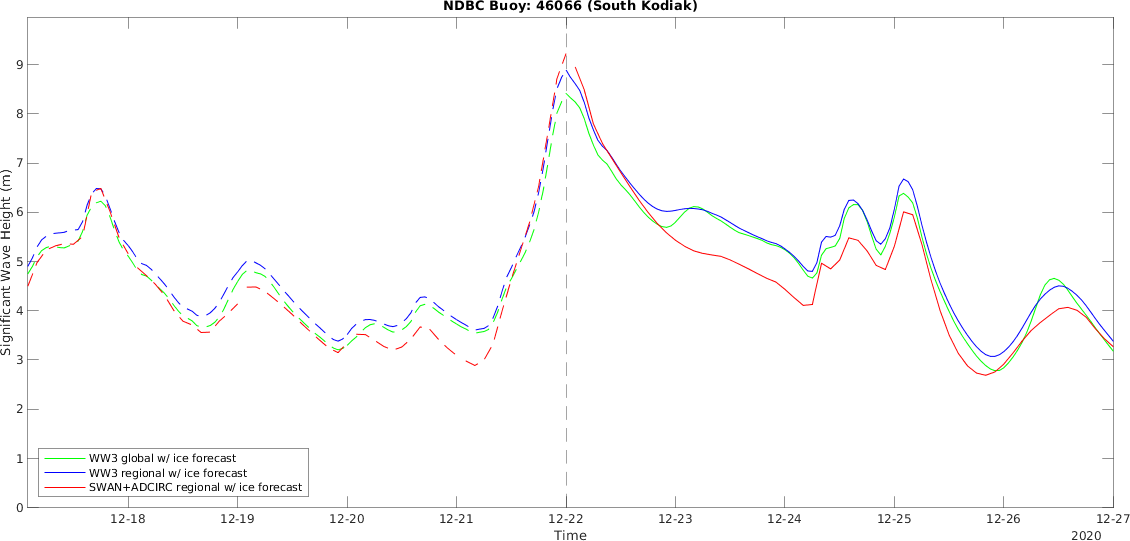 NDBC Buoy: 46066 (South Kodiak)
Significant Wave Height (m)
9
8
7
6
5
4
3
2
1
0
WW3 global w/ ice forecast
WW3 regional w/ ice forecast
SWAN+ADCIRC regional w/ ice forecast
12-18 12-19 12-20 12-21 12-22 12-23 12-24 12-25 12-26 12-27
Time 2020